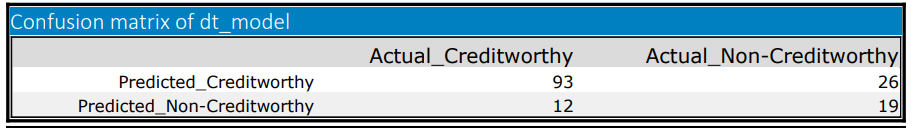 Confusion matrix of dt_model
Actual_Creditworthy Actual_Non-Creditworthy
Predicted_Creditworthy 93 26
Predicted_Non-Creditworthy 12 19